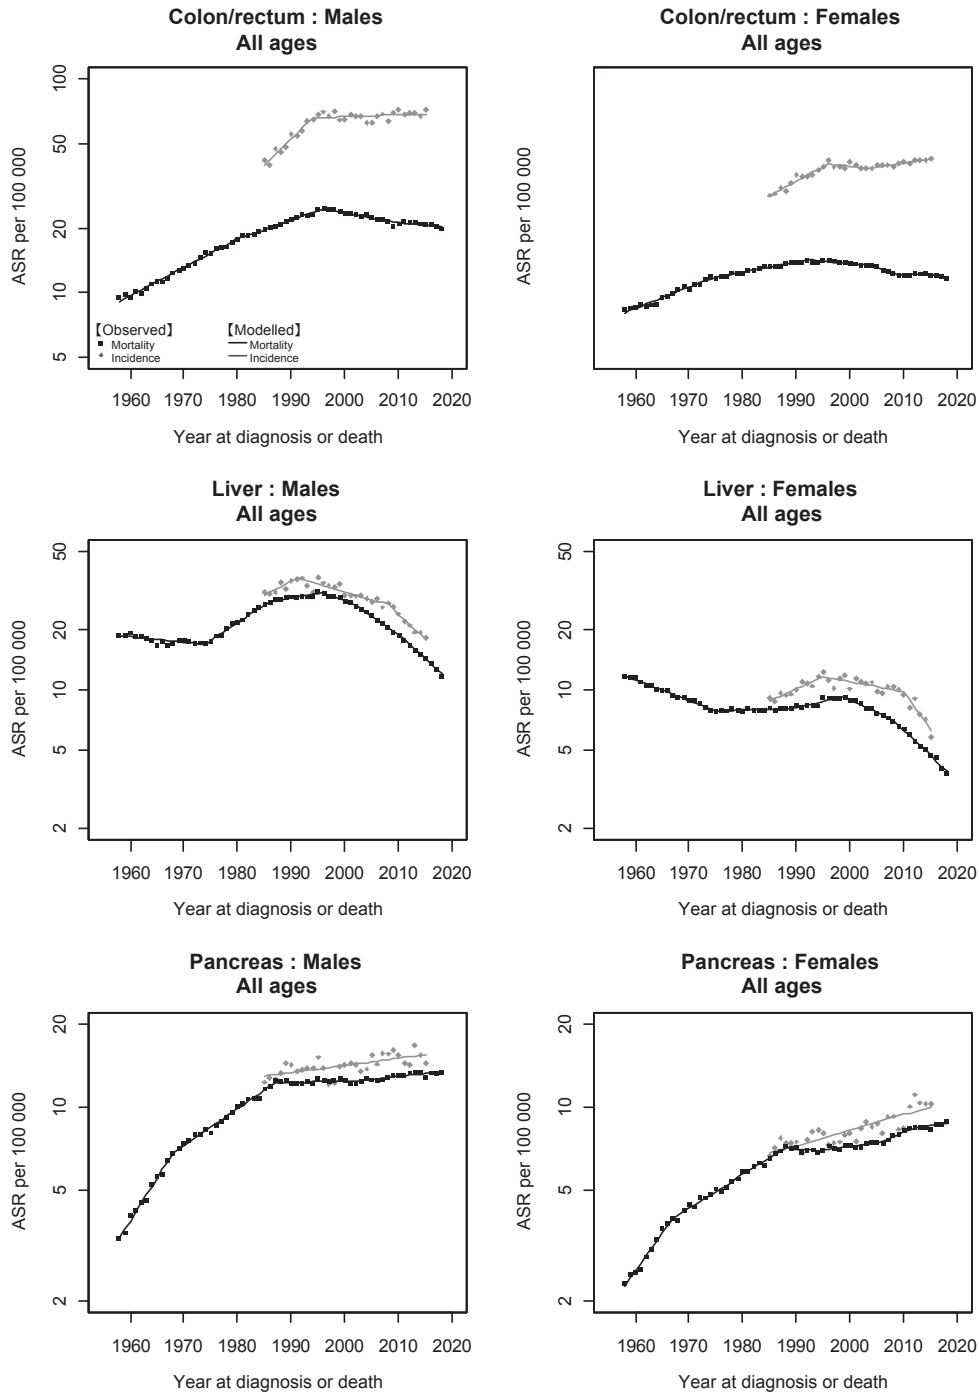 Colon/rectum : Males
All ages
ASR per 100 000
100
50
20
10
5
【Observed】 【Modelled】
Mortality Mortality
Incidence Incidence
1960 1970 1980 1990 2000 2010 2020
Year at diagnosis or death
Colon/rectum : Females
All ages
ASR per 100 000
1960 1970 1980 1990 2000 2010 2020
Year at diagnosis or death
Liver : Males
All ages
ASR per 100 000
50
20
10
5
2
1960 1970 1980 1990 2000 2010 2020
Year at diagnosis or death
Liver : Females
All ages
ASR per 100 000
50
20
10
5
2
1960 1970 1980 1990 2000 2010 2020
Year at diagnosis or death
Pancreas : Males
All ages
ASR per 100 000
20
10
5
2
1960 1970 1980 1990 2000 2010 2020
Year at diagnosis or death
Pancreas : Females
All ages
ASR per 100 000
20
10
5
2
1960 1970 1980 1990 2000 2010 2020
Year at diagnosis or death